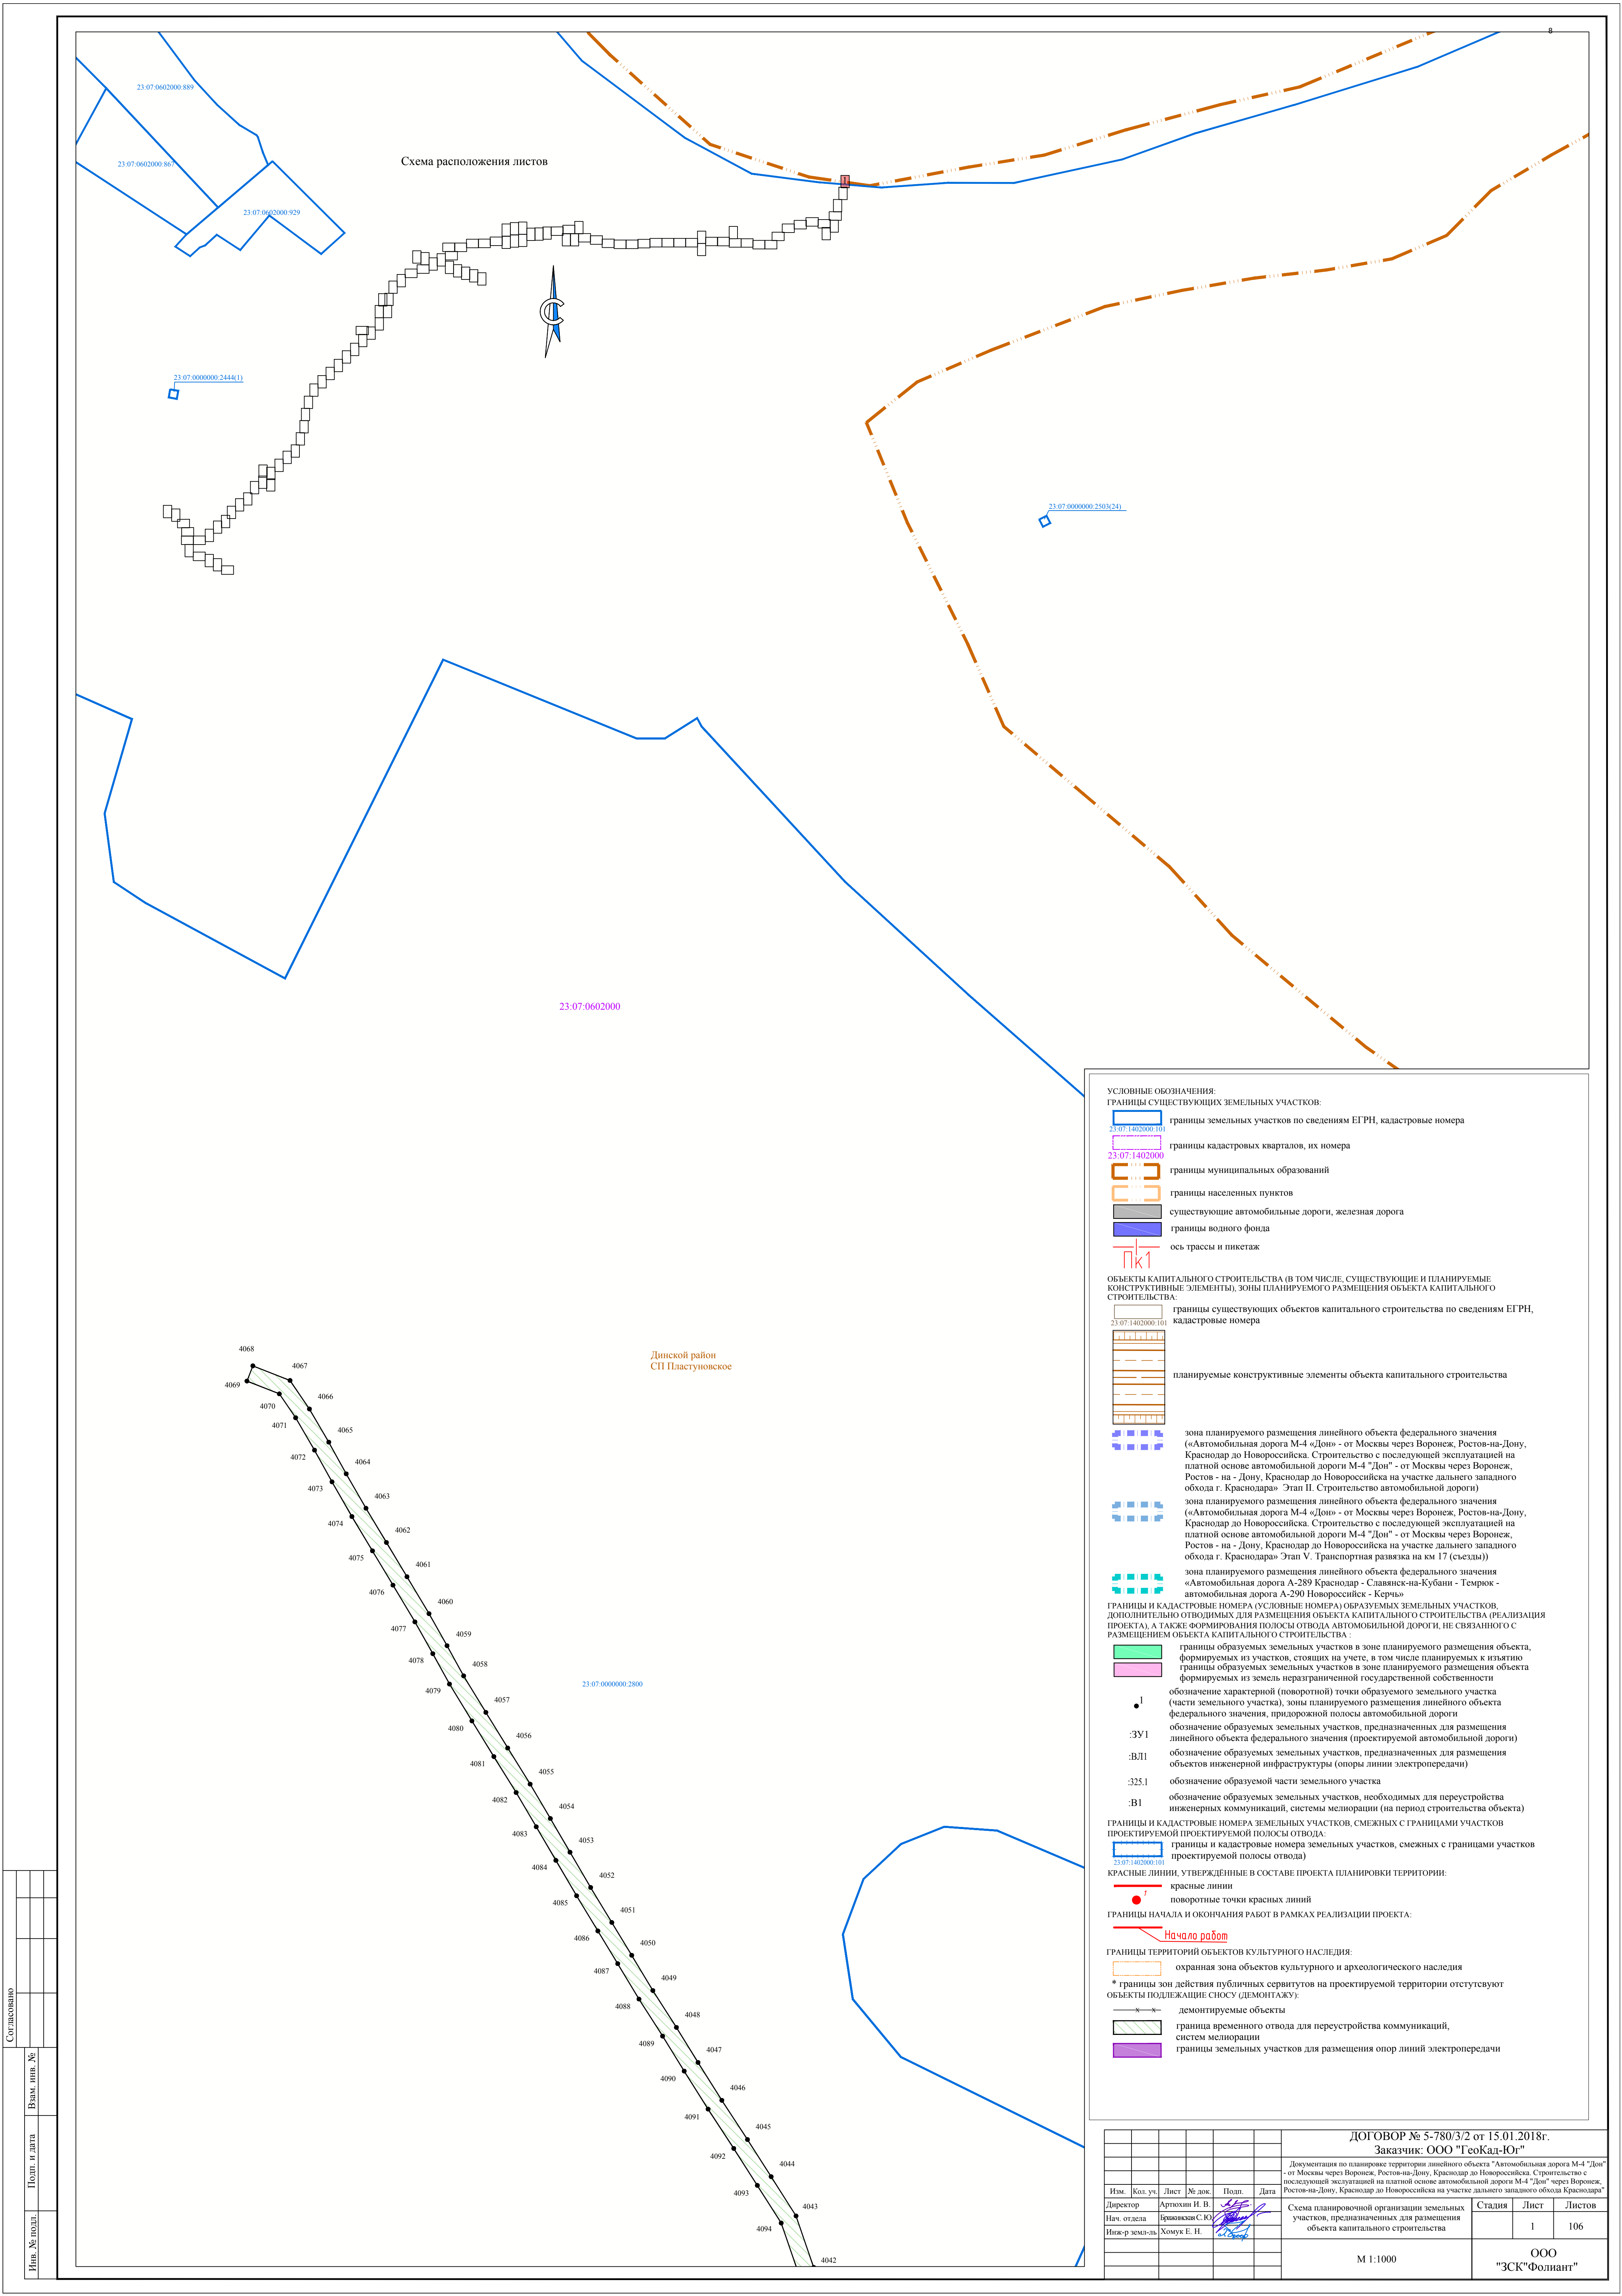 8
23:07:0602000:889
23:07:0602000:867
23:07:0602000:929
Схема расположения листов
С
23:07:0000000:2444(1)
23:07:0000000:2503(24)
23:07:0602000
Динской район
СП Пластуновское
23:07:0000000:2800
4068
4067
4069
4066
4070
4071
4065
4072
4064
4073
4063
4074
4062
4075
4061
4076
4060
4077
4059
4078
4058
4079
4057
4080
4056
4081
4055
4082
4054
4083
4053
4084
4052
4085
4051
4086
4050
4087
4049
4088
4048
4089
4047
4090
4046
4091
4045
4092
4044
4093
4043
4094
4042
УСЛОВНЫЕ ОБОЗНАЧЕНИЯ:
ГРАНИЦЫ СУЩЕСТВУЮЩИХ ЗЕМЕЛЬНЫХ УЧАСТКОВ:
границы земельных участков по сведениям ЕГРН, кадастровые номера
23:07:1402000:101
границы кадастровых кварталов, их номера
23:07:1402000
границы муниципальных образований
границы населенных пунктов
существующие автомобильные дороги, железная дорога
границы водного фонда
ось трассы и пикетаж
Пк1
ОБЪЕКТЫ КАПИТАЛЬНОГО СТРОИТЕЛЬСТВА (В ТОМ ЧИСЛЕ, СУЩЕСТВУЮЩИЕ И ПЛАНИРУЕМЫЕ
КОНСТРУКТИВНЫЕ ЭЛЕМЕНТЫ), ЗОНЫ ПЛАНИРУЕМОГО РАЗМЕЩЕНИЯ ОБЪЕКТА КАПИТАЛЬНОГО
СТРОИТЕЛЬСТВА:
границы существующих объектов капитального строительства по сведениям ЕГРН,
кадастровые номера
23:07:1402000:101
планируемые конструктивные элементы объекта капитального строительства
зона планируемого размещения линейного объекта федерального значения
(«Автомобильная дорога М-4 «Дон» - от Москвы через Воронеж, Ростов-на-Дону,
Краснодар до Новороссийска. Строительство с последующей эксплуатацией на
платной основе автомобильной дороги М-4 "Дон" - от Москвы через Воронеж,
Ростов - на - Дону, Краснодар до Новороссийска на участке дальнего западного
обхода г. Краснодара» Этап II. Строительство автомобильной дороги)
зона планируемого размещения линейного объекта федерального значения
(«Автомобильная дорога М-4 «Дон» - от Москвы через Воронеж, Ростов-на-Дону,
Краснодар до Новороссийска. Строительство с последующей эксплуатацией на
платной основе автомобильной дороги М-4 "Дон" - от Москвы через Воронеж,
Ростов - на - Дону, Краснодар до Новороссийска на участке дальнего западного
обхода г. Краснодара» Этап V. Транспортная развязка на км 17 (съезды))
зона планируемого размещения линейного объекта федерального значения
«Автомобильная дорога А-289 Краснодар - Славянск-на-Кубани - Темрюк -
автомобильная дорога А-290 Новороссийск - Керчь»
ГРАНИЦЫ И КАДАСТРОВЫЕ НОМЕРА (УСЛОВНЫЕ НОМЕРА) ОБРАЗУЕМЫХ ЗЕМЕЛЬНЫХ УЧАСТКОВ,
ДОПОЛНИТЕЛЬНО ОТВОДИМЫХ ДЛЯ РАЗМЕЩЕНИЯ ОБЪЕКТА КАПИТАЛЬНОГО СТРОИТЕЛЬСТВА (РЕАЛИЗАЦИЯ
ПРОЕКТА), А ТАКЖЕ ФОРМИРОВАНИЯ ПОЛОСЫ ОТВОДА АВТОМОБИЛЬНОЙ ДОРОГИ, НЕ СВЯЗАННОГО С
РАЗМЕЩЕНИЕМ ОБЪЕКТА КАПИТАЛЬНОГО СТРОИТЕЛЬСТВА :
границы образуемых земельных участков в зоне планируемого размещения объекта,
формируемых из участков, стоящих на учете, в том числе планируемых к изъятию
границы образуемых земельных участков в зоне планируемого размещения объекта
формируемых из земель неразграниченной государственной собственности
1
обозначение характерной (поворотной) точки образуемого земельного участка
(части земельного участка), зоны планируемого размещения линейного объекта
федерального значения, придорожной полосы автомобильной дороги
:ЗУ1
обозначение образуемых земельных участков, предназначенных для размещения
линейного объекта федерального значения (проектируемой автомобильной дороги)
:ВЛ1
обозначение образуемых земельных участков, предназначенных для размещения
объектов инженерной инфраструктуры (опоры линии электропередачи)
:325.1 обозначение образуемой части земельного участка
:В1
обозначение образуемых земельных участков, необходимых для переустройства
инженерных коммуникаций, системы мелиорации (на период строительства объекта)
ГРАНИЦЫ И КАДАСТРОВЫЕ НОМЕРА ЗЕМЕЛЬНЫХ УЧАСТКОВ, СМЕЖНЫХ С ГРАНИЦАМИ УЧАСТКОВ
ПРОЕКТИРУЕМОЙ ПРОЕКТИРУЕМОЙ ПОЛОСЫ ОТВОДА:
границы и кадастровые номера земельных участков, смежных с границами участков
проектируемой полосы отвода)
23:07:1402000:101
КРАСНЫЕ ЛИНИИ, УТВЕРЖДЁННЫЕ В СОСТАВЕ ПРОЕКТА ПЛАНИРОВКИ ТЕРРИТОРИИ:
красные линии
поворотные точки красных линий
ГРАНИЦЫ НАЧАЛА И ОКОНЧАНИЯ РАБОТ В РАМКАХ РЕАЛИЗАЦИИ ПРОЕКТА:
Начало работ
ГРАНИЦЫ ТЕРРИТОРИЙ ОБЪЕКТОВ КУЛЬТУРНОГО НАСЛЕДИЯ:
охранная зона объектов культурного и археологического наследия
* границы зон действия публичных сервитутов на проектируемой территории отстутсвуют
ОБЪЕКТЫ ПОДЛЕЖАЩИЕ СНОСУ (ДЕМОНТАЖУ):
демонтируемые объекты
граница временного отвода для переустройства коммуникаций,
систем мелиорации
границы земельных участков для размещения опор линий электропередачи
ДОГОВОР № 5-780/3/2 от 15.01.2018г.
Заказчик: ООО "ГеоКад-Юг"
Документация по планировке территории линейного объекта "Автомобильная дорога М-4 "Дон"
- от Москвы через Воронеж, Ростов-на-Дону, Краснодар до Новороссийска. Строительство с
последующей эксплуатацией на платной основе автомобильной дороги М-4 "Дон" через Воронеж,
Ростов-на-Дону, Краснодар до Новороссийска на участке дальнего западного обхода Краснодара"
Изм. Кол. уч. Лист № док. Подп. Дата
Директор Артюхин И. В.
Нач. отдела
Инж-р земл-ль Хомук Е. Н.
Схема планировочной организации земельных
участков, предназначенных для размещения
объекта капитального строительства
Стадия Лист Листов
1 106
М 1:1000
ООО
"ЗСК"Фолиант"
Согласовано
Взам. инв. №
Подп. и дата
Инв. № подл.